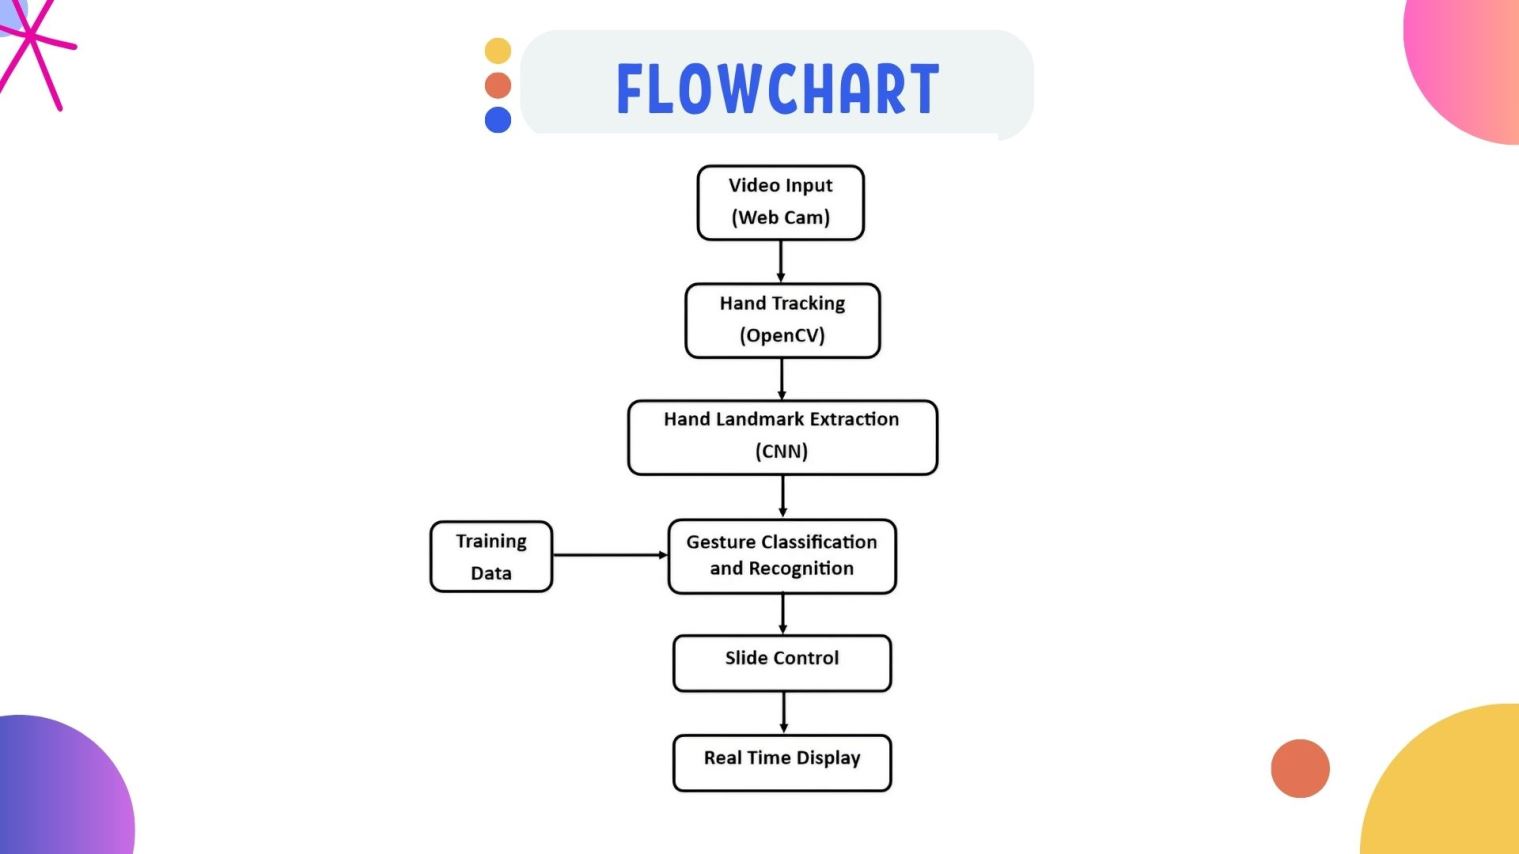 FLOWCHART
Video Input
(Web Cam)
Hand Tracking
(OpenCV)
Hand Landmark Extraction
(CNN)
Training
Data
Gesture Classification
and Recognition
Slide Control
Real Time Display